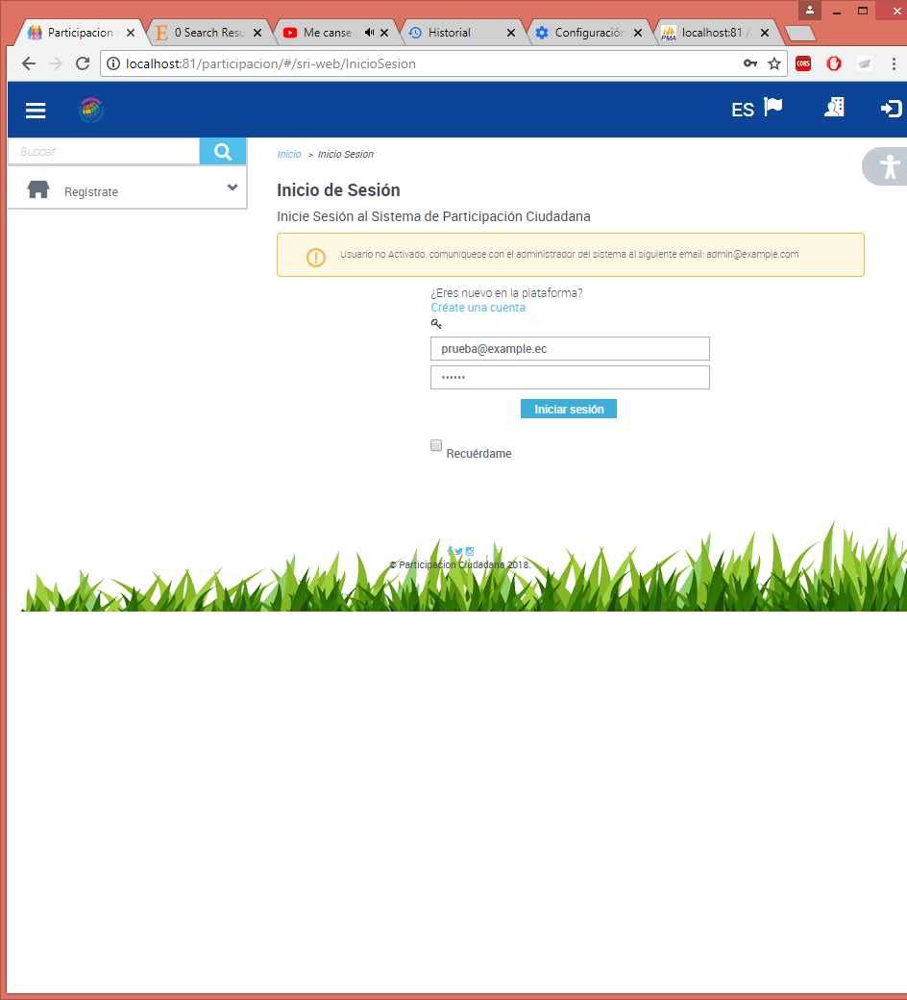 Participacion
0 Search Resu
Me canse
Historial
Configuración
PMA
localhost:81 /
localhost:81/participacion/#/sri-web/InicioSesion
CORS
ES
Buscar
Inicio > Inicio Sesion
Regístrate
Inicio de Sesión
Inicie Sesión al Sistema de Participación Ciudadana
Usuario no Activado, comuníquese con el administrador del sistema al siguiente email: admin@example.com
¿Eres nuevo en la plataforma?
Créate una cuenta
prueba@example.ec
••••••
Iniciar sesión
Recuérdame
© Participacion Ciudadana 2018.